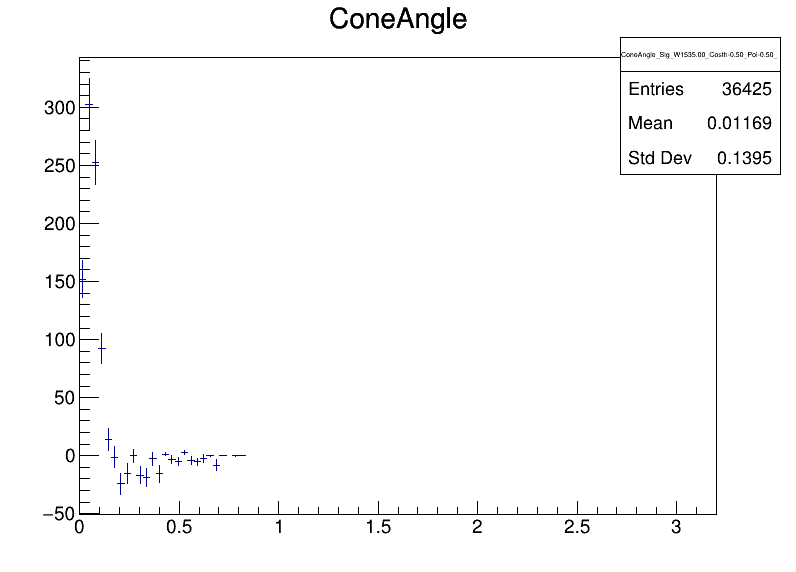 ConeAngle
ConeAngle_Sig_W1535.00_Costh-0.50_Pol-0.50_
Entries 36425
Mean 0.01169
Std Dev 0.1395
300
250
200
150
100
50
0
−50
0 0.5 1 1.5 2 2.5 3